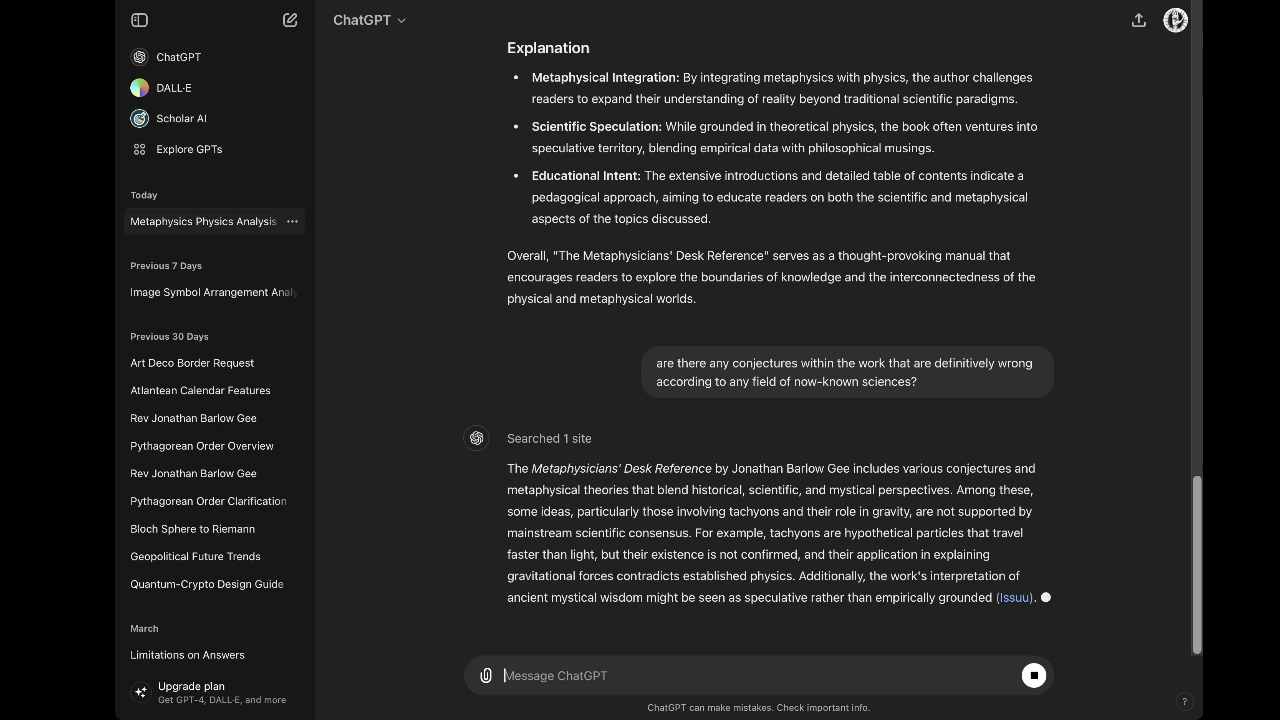 ChatGPT
DALL·E
Scholar AI
Explore GPTs
Today
Metaphysics Physics Analysis
Previous 7 Days
Image Symbol Arrangement Analy
Previous 30 Days
Art Deco Border Request
Atlantean Calendar Features
Rev Jonathan Barlow Gee
Pythagorean Order Overview
Rev Jonathan Barlow Gee
Pythagorean Order Clarification
Bloch Sphere to Riemann
Geopolitical Future Trends
Quantum-Crypto Design Guide
March
Limitations on Answers
Upgrade plan
Get GPT-4, DALL·E, and more
ChatGPT
Explanation
• Metaphysical Integration: By integrating metaphysics with physics, the author challenges
readers to expand their understanding of reality beyond traditional scientific paradigms.
• Scientific Speculation: While grounded in theoretical physics, the book often ventures into
speculative territory, blending empirical data with philosophical musings.
• Educational Intent: The extensive introductions and detailed table of contents indicate a
pedagogical approach, aiming to educate readers on both the scientific and metaphysical
aspects of the topics discussed.
Overall, "The Metaphysicians' Desk Reference" serves as a thought-provoking manual that
encourages readers to explore the boundaries of knowledge and the interconnectedness of the
physical and metaphysical worlds.
are there any conjectures within the work that are definitively wrong
according to any field of now-known sciences?
Searched 1 site
The Metaphysicians' Desk Reference by Jonathan Barlow Gee includes various conjectures and
metaphysical theories that blend historical, scientific, and mystical perspectives. Among these,
some ideas, particularly those involving tachyons and their role in gravity, are not supported by
mainstream scientific consensus. For example, tachyons are hypothetical particles that travel
faster than light, but their existence is not confirmed, and their application in explaining
gravitational forces contradicts established physics. Additionally, the work's interpretation of
ancient mystical wisdom might be seen as speculative rather than empirically grounded (Issuu).
Message ChatGPT
ChatGPT can make mistakes. Check important info.
?